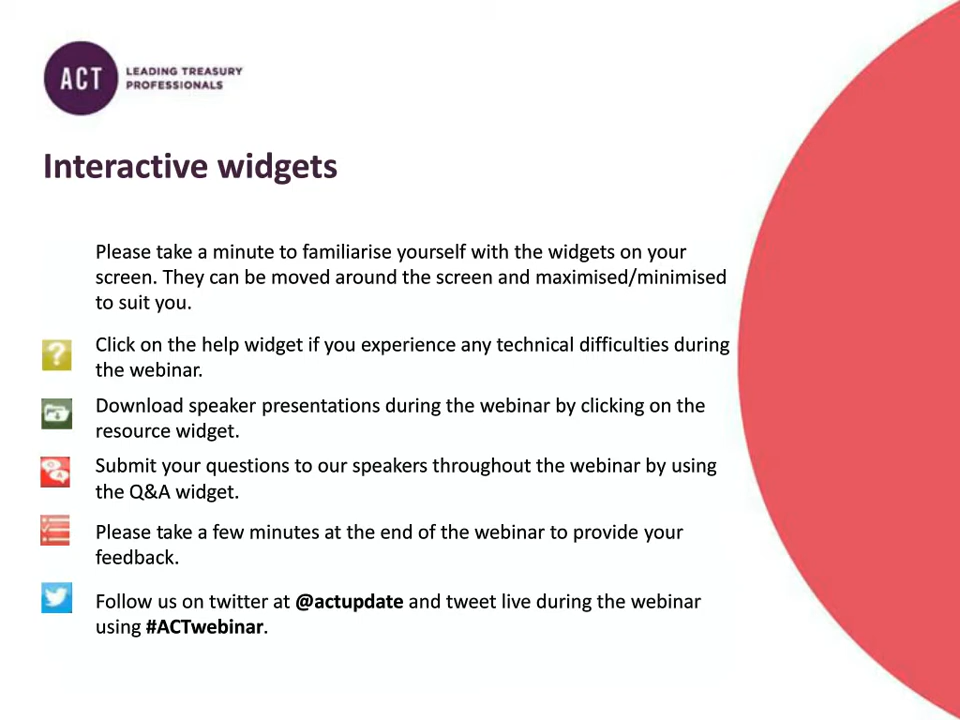 ACT
LEADING TREASURY
PROFESSIONALS
Interactive widgets
Please take a minute to familiarise yourself with the widgets on your
screen. They can be moved around the screen and maximised/minimised
to suit you.
?
Click on the help widget if you experience any technical difficulties during
the webinar.
Download speaker presentations during the webinar by clicking on the
resource widget.
Q A
Submit your questions to our speakers throughout the webinar by using
the Q&A widget.
Please take a few minutes at the end of the webinar to provide your
feedback.
Follow us on twitter at @actupdate and tweet live during the webinar
using #ACTwebinar.